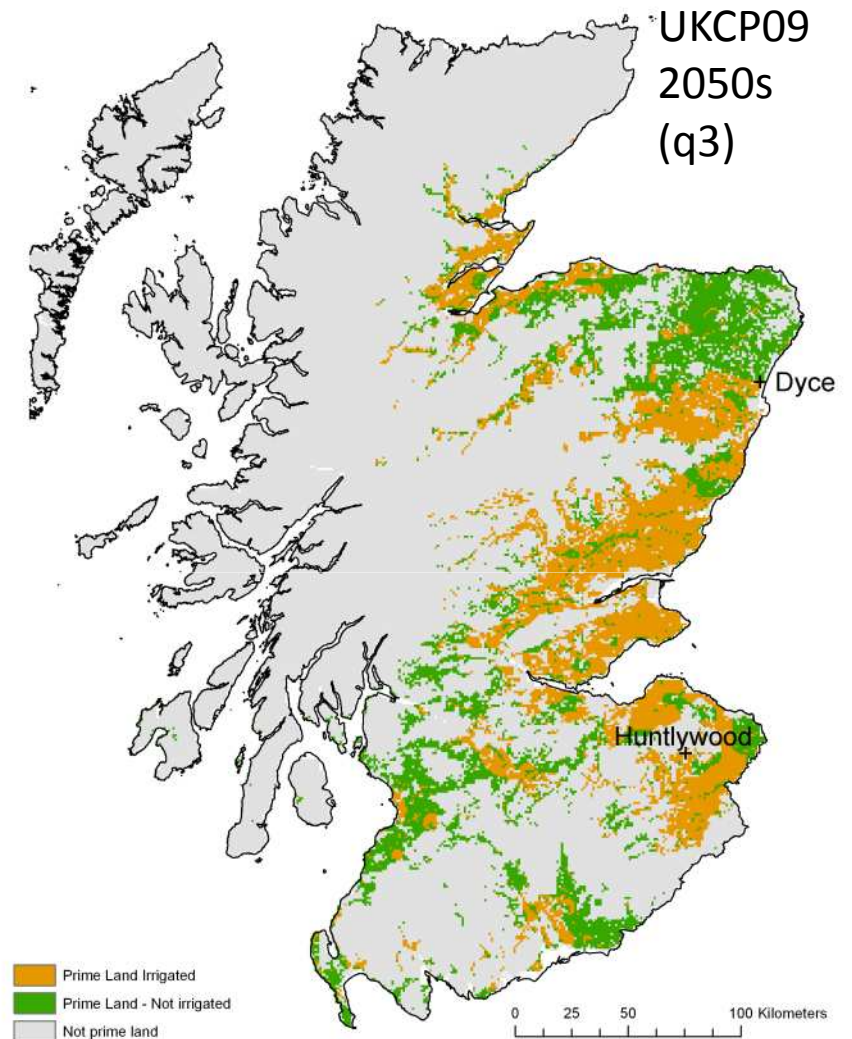 UKCP09
2050s
(q3)
Dyce
Huntlywood
Prime Land Irrigated
Prime Land - Not irrigated
Not prime land
0 25 50 100 Kilometers